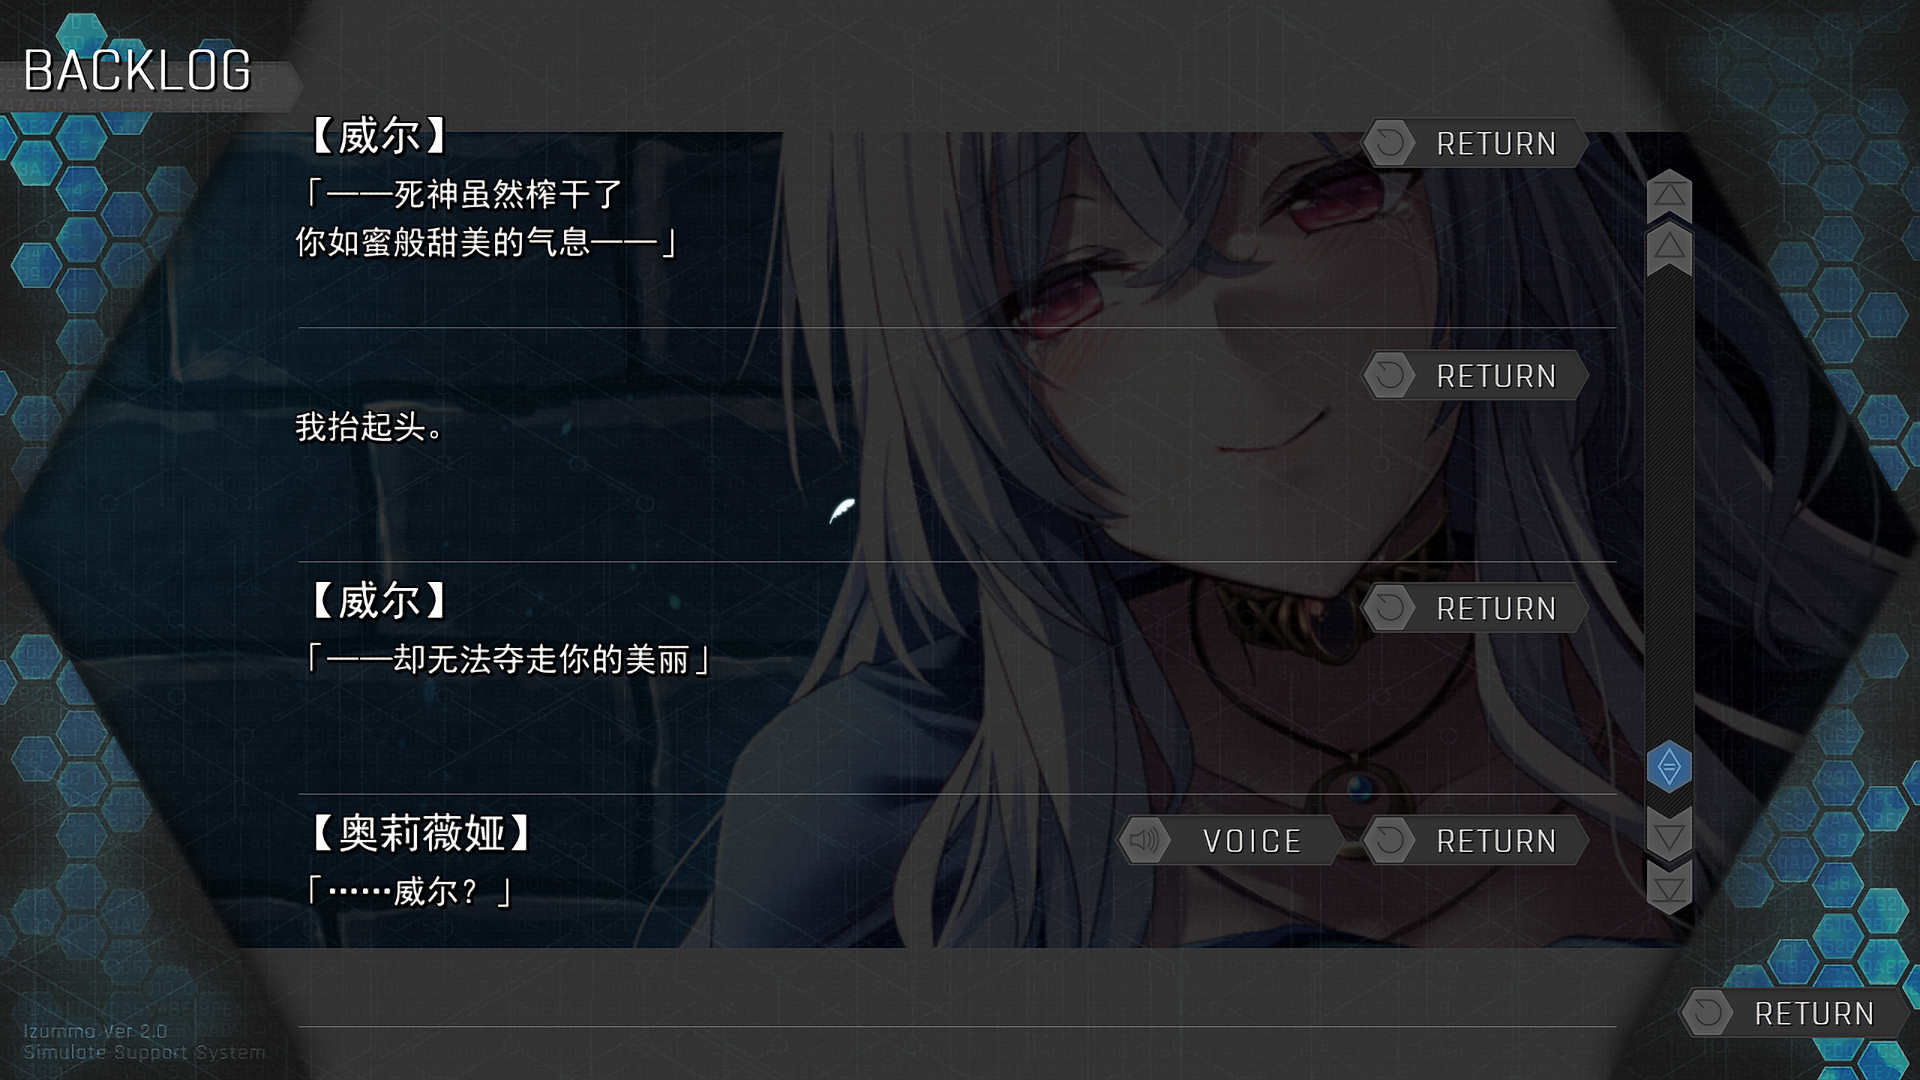 BACKLOG
【威尔】
RETURN
「——死神虽然榨干了
你如蜜般甜美的气息——」
RETURN
我抬起头。
【威尔】
RETURN
「——却无法夺走你的美丽」
【奥莉薇娅】
VOICE
RETURN
「……威尔？」
RETURN
Izummo Ver 2.0
Simulate Support System